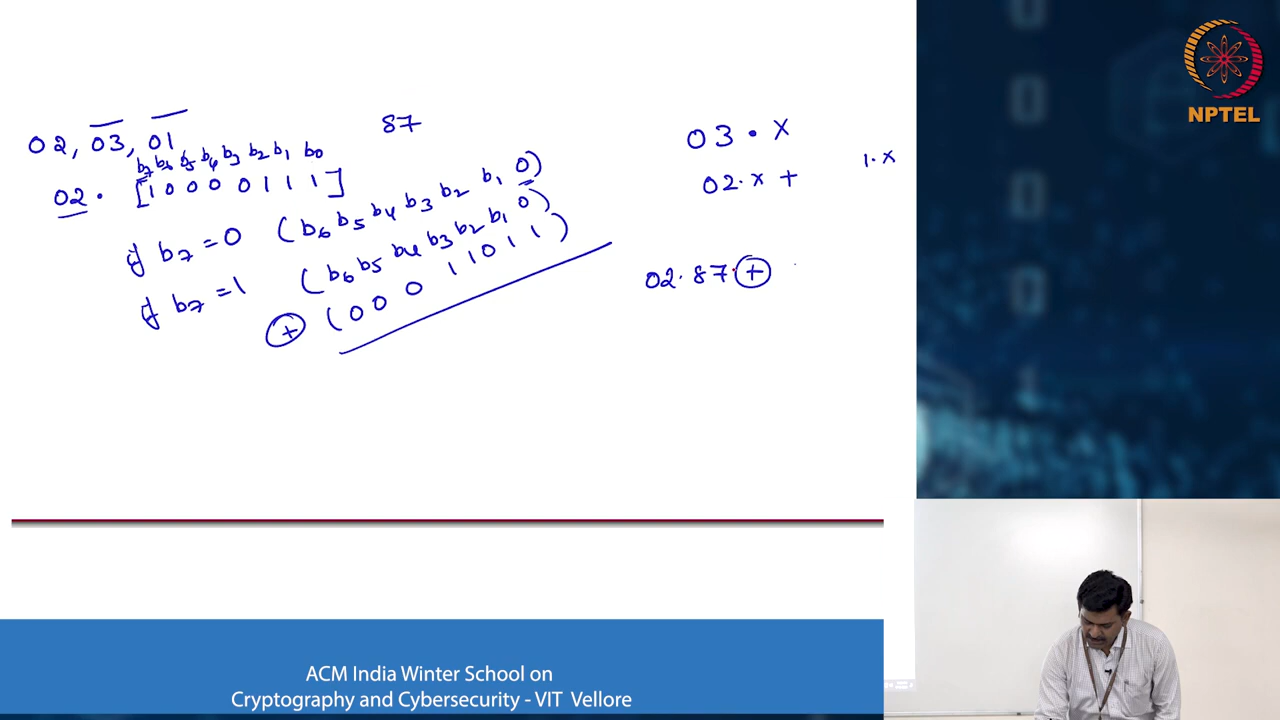 NPTEL
87
02, 03, 01
b7 b6 b5 b4 b3 b2 b1 b0
02 · [1 0 0 0 0 1 1 1]
if b7 = 0 (b6 b5 b4 b3 b2 b1 0)
if b7 = 1 (b6 b5 b4 b3 b2 b1 0)
⊕ (0 0 0 1 1 0 1 1)
03 · x
1 · x
02 · x +
02 · 87 ⊕
ACM India Winter School on
Cryptography and Cybersecurity - VIT Vellore